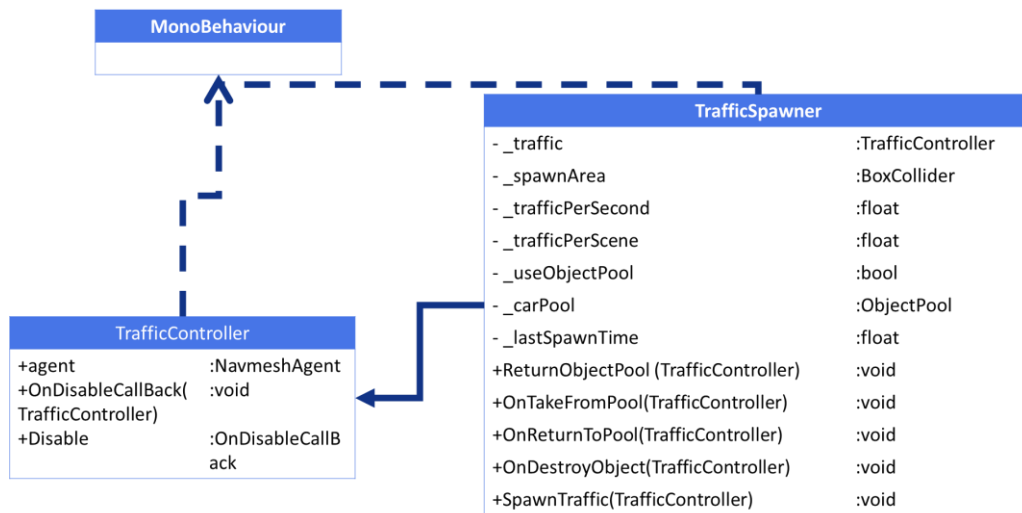 MonoBehaviour
TrafficSpawner
- _traffic :TrafficController
- _spawnArea :BoxCollider
- _trafficPerSecond :float
- _trafficPerScene :float
- _useObjectPool :bool
- _carPool :ObjectPool
- _lastSpawnTime :float
+ReturnObjectPool (TrafficController) :void
+OnTakeFromPool(TrafficController) :void
+OnReturnToPool(TrafficController) :void
+OnDestroyObject(TrafficController) :void
+SpawnTraffic(TrafficController) :void
TrafficController
+agent :NavmeshAgent
+OnDisableCallBack( :void
TrafficController)
+Disable :OnDisableCallB
ack